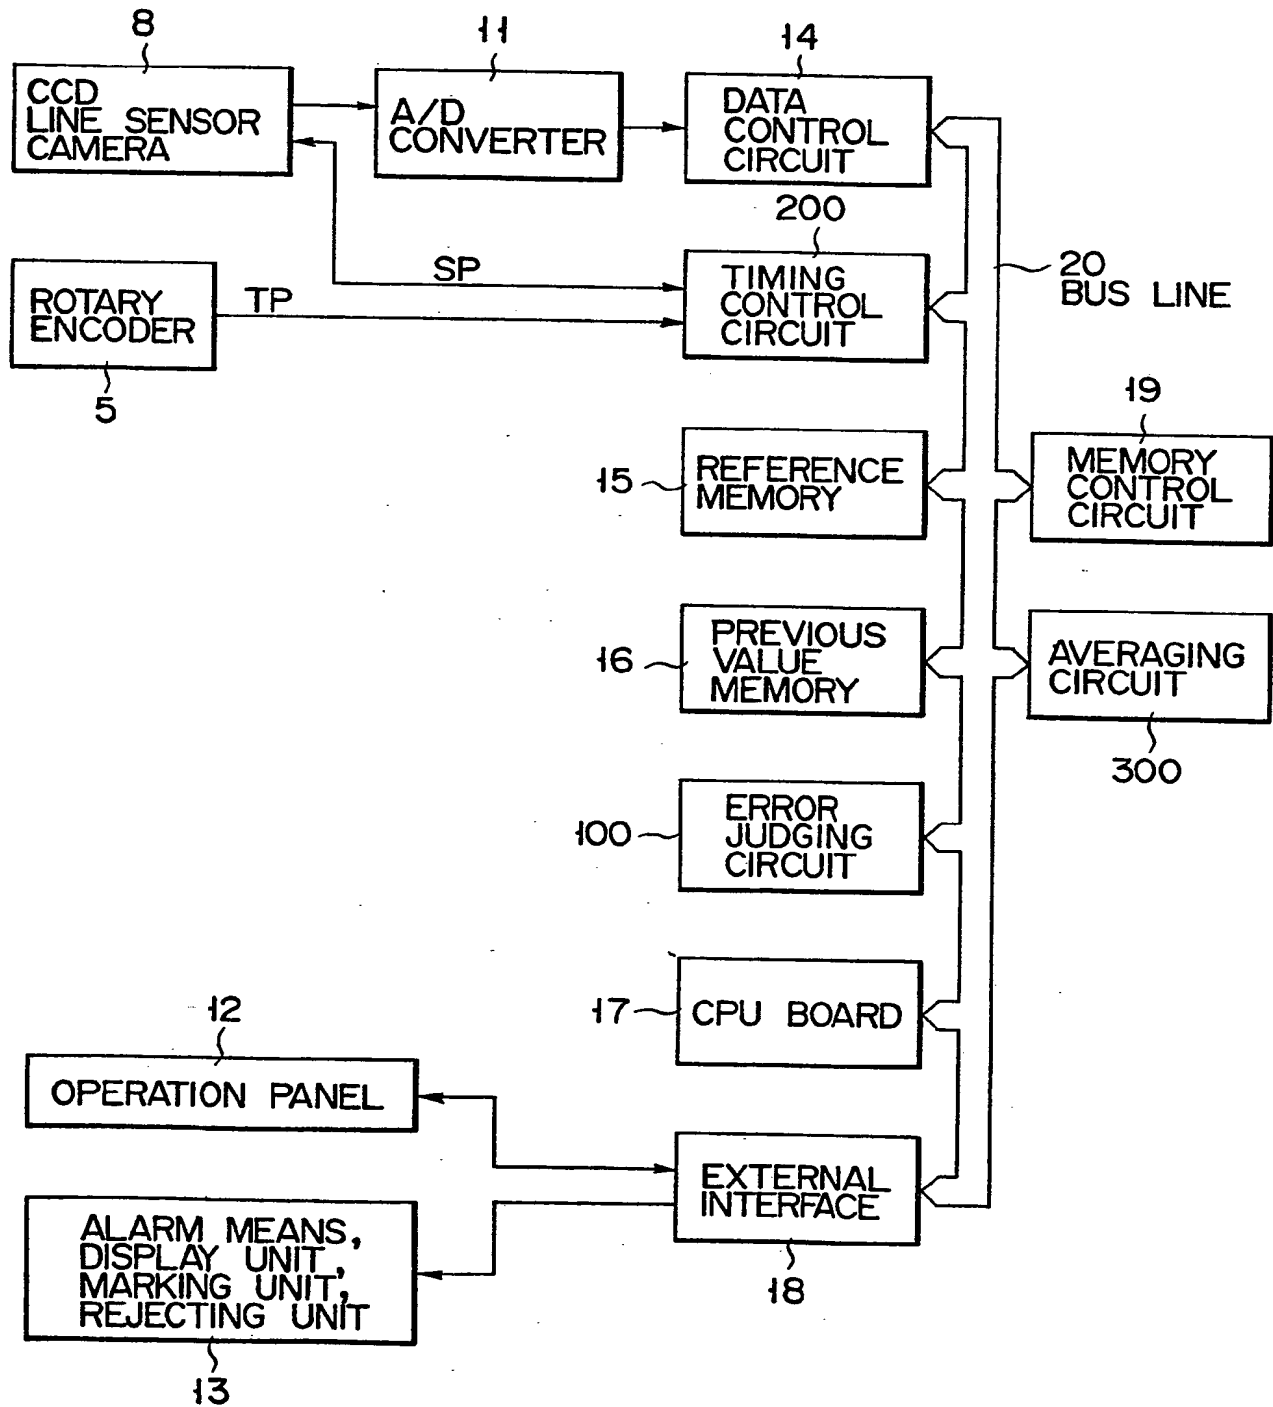 8
CCD
LINE SENSOR
CAMERA
11
A/D
CONVERTER
14
DATA
CONTROL
CIRCUIT
200
TIMING
CONTROL
CIRCUIT
SP
TP
ROTARY
ENCODER
5
20
BUS LINE
15
REFERENCE
MEMORY
19
MEMORY
CONTROL
CIRCUIT
16
PREVIOUS
VALUE
MEMORY
AVERAGING
CIRCUIT
300
100
ERROR
JUDGING
CIRCUIT
17
CPU BOARD
12
OPERATION PANEL
EXTERNAL
INTERFACE
18
ALARM MEANS,
DISPLAY UNIT,
MARKING UNIT,
REJECTING UNIT
13